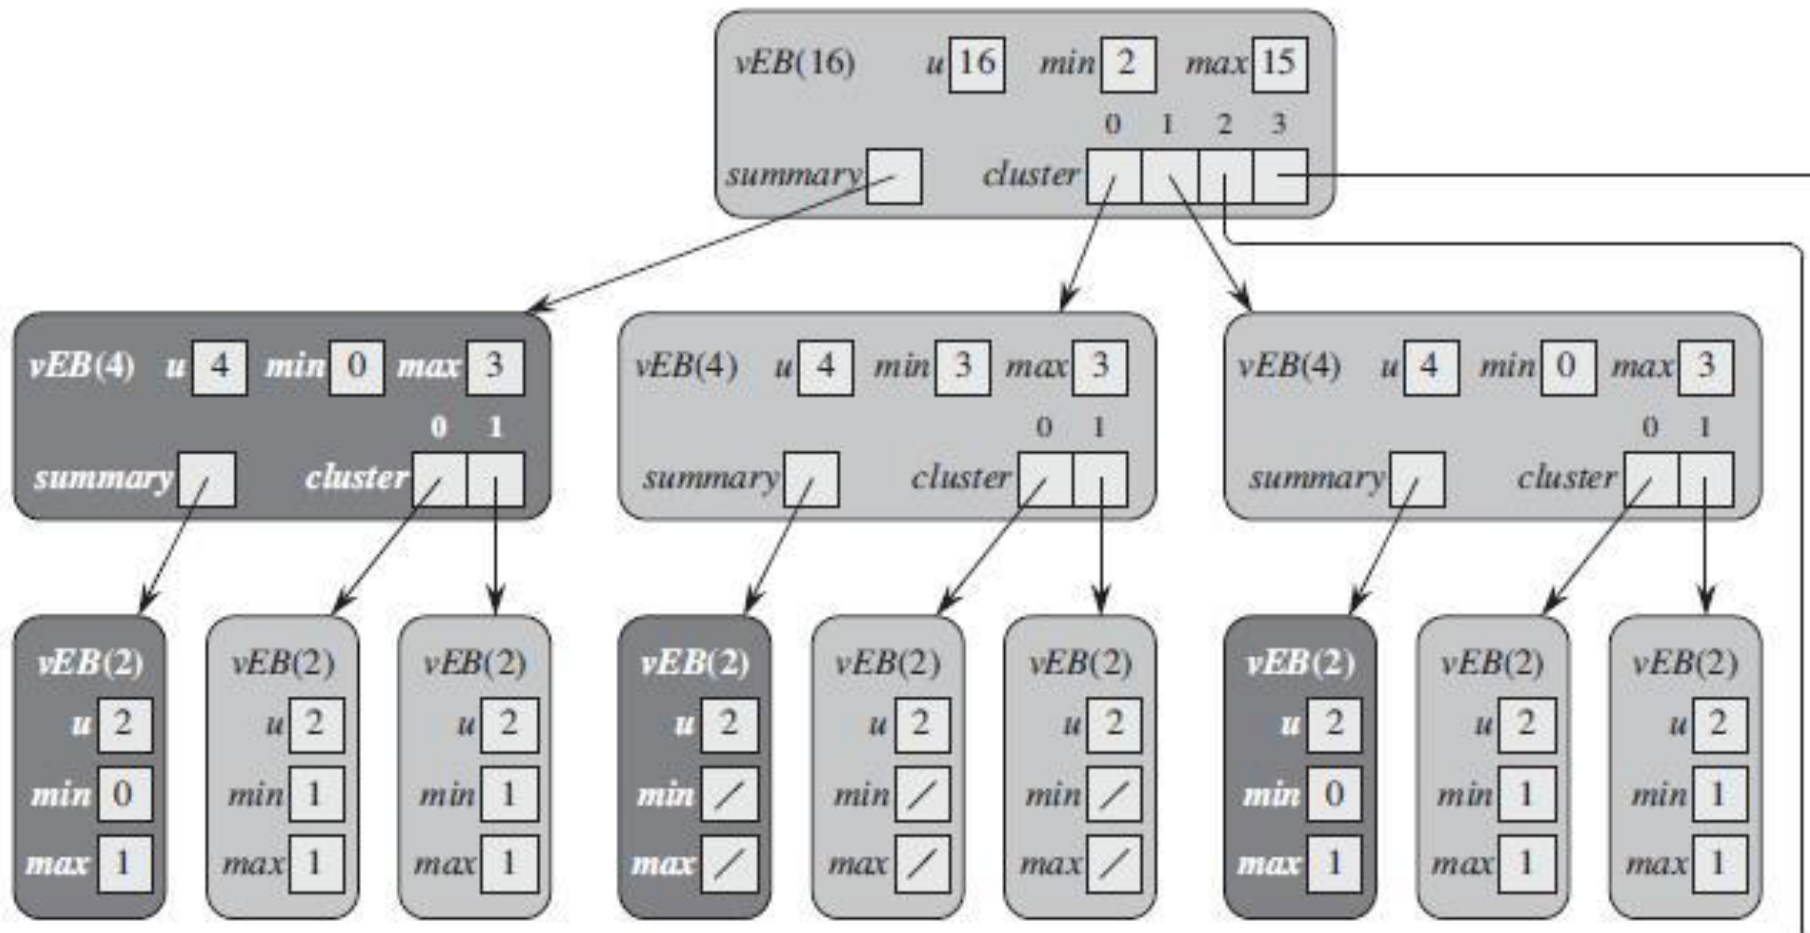 vEB(16) u 16 min 2 max 15
0 1 2 3
summary cluster
vEB(4) u 4 min 0 max 3
0 1
summary cluster
vEB(4) u 4 min 3 max 3
0 1
summary cluster
vEB(4) u 4 min 0 max 3
0 1
summary cluster
vEB(2)
u 2
min 0
max 1
vEB(2)
u 2
min 1
max 1
vEB(2)
u 2
min 1
max 1
vEB(2)
u 2
min /
max /
vEB(2)
u 2
min /
max /
vEB(2)
u 2
min /
max /
vEB(2)
u 2
min 0
max 1
vEB(2)
u 2
min 1
max 1
vEB(2)
u 2
min 1
max 1